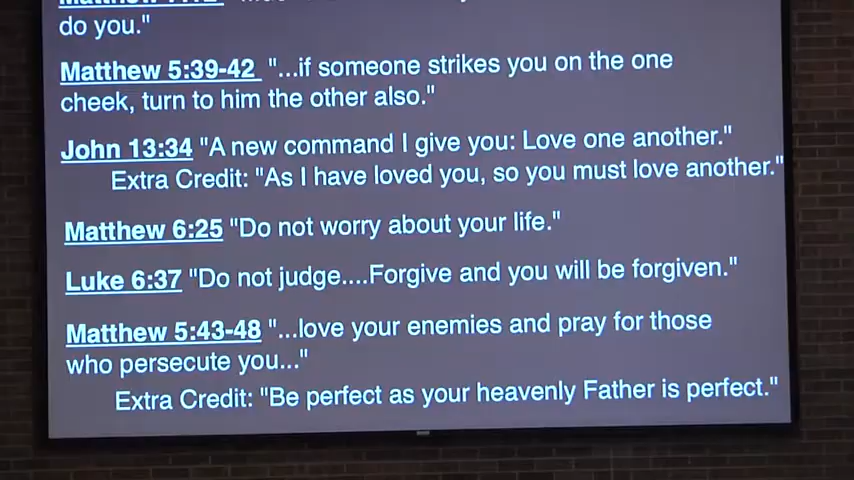 do you."
Matthew 5:39-42 "...if someone strikes you on the one
cheek, turn to him the other also."
John 13:34 "A new command I give you: Love one another."
Extra Credit: "As I have loved you, so you must love another."
Matthew 6:25 "Do not worry about your life."
Luke 6:37 "Do not judge....Forgive and you will be forgiven."
Matthew 5:43-48 "...love your enemies and pray for those
who persecute you..."
Extra Credit: "Be perfect as your heavenly Father is perfect."